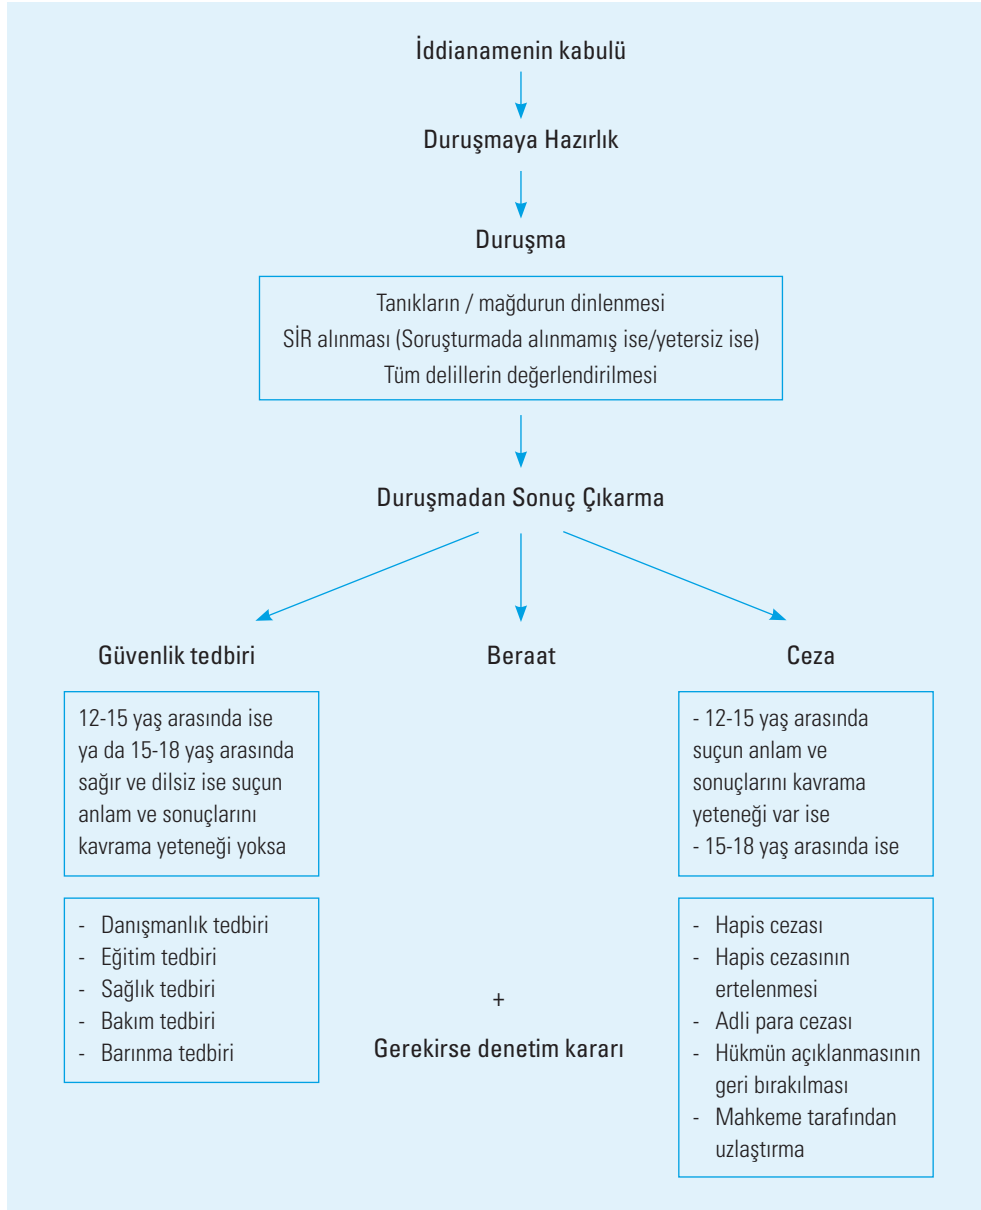 İddianamenin kabulü
Duruşmaya Hazırlık
Duruşma
Tanıkların / mağdurun dinlenmesi
SİR alınması (Soruşturmada alınmamış ise/yetersiz ise)
Tüm delillerin değerlendirilmesi
Duruşmadan Sonuç Çıkarma
Güvenlik tedbiri
12-15 yaş arasında ise
ya da 15-18 yaş arasında
sağır ve dilsiz ise suçun
anlam ve sonuçlarını
kavrama yeteneği yoksa
- Danışmanlık tedbiri
- Eğitim tedbiri
- Sağlık tedbiri
- Bakım tedbiri
- Barınma tedbiri
Beraat
+
Gerekirse denetim kararı
Ceza
- 12-15 yaş arasında
suçun anlam ve
sonuçlarını kavrama
yeteneği var ise
- 15-18 yaş arasında ise
- Hapis cezası
- Hapis cezasının
ertelenmesi
- Adli para cezası
- Hükmün açıklanmasının
geri bırakılması
- Mahkeme tarafından
uzlaştırma